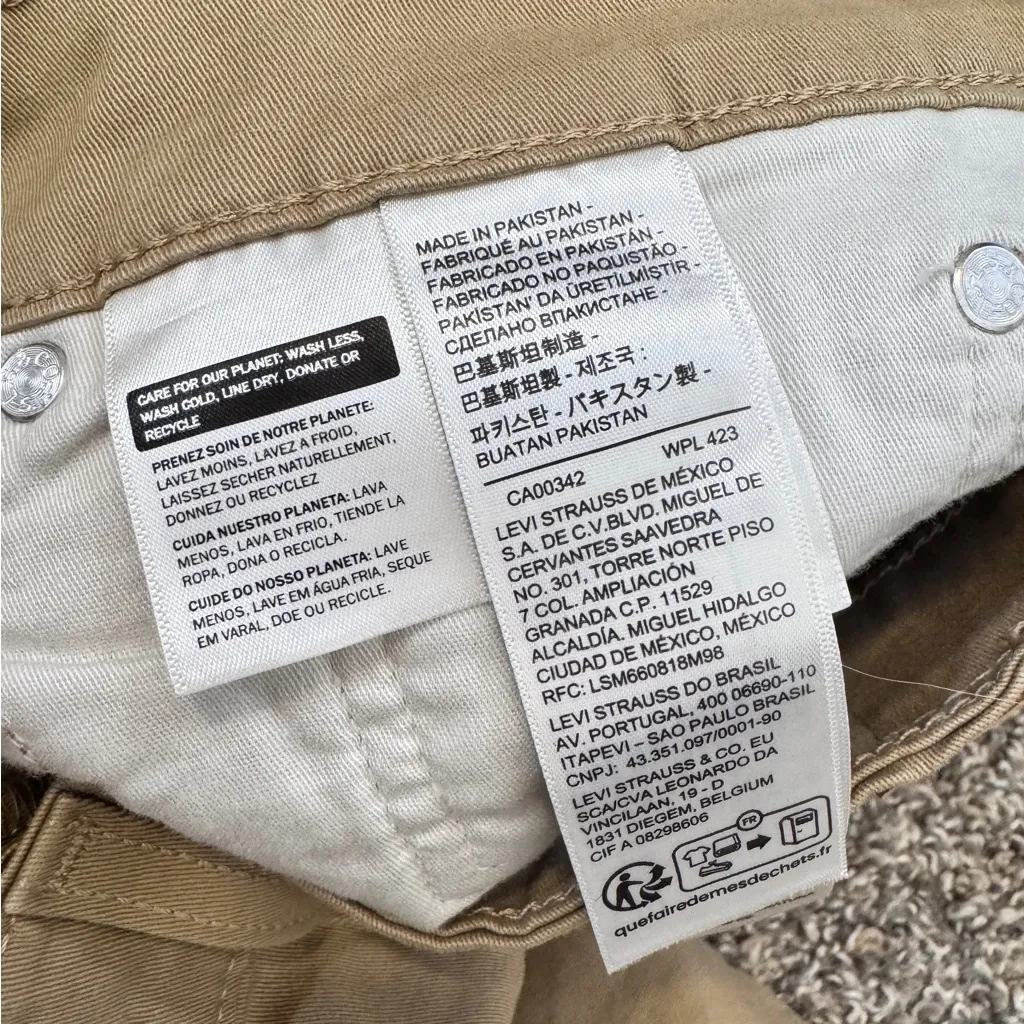 CARE FOR OUR PLANET: WASH LESS,
WASH COLD, LINE DRY, DONATE OR
RECYCLE
PRENEZ SOIN DE NOTRE PLANETE:
LAVEZ MOINS, LAVEZ A FROID,
LAISSEZ SECHER NATURELLEMENT,
DONNEZ OU RECYCLEZ
CUIDA NUESTRO PLANETA: LAVA
MENOS, LAVA EN FRIO, TIENDE LA
ROPA, DONA O RECICLA.
CUIDE DO NOSSO PLANETA: LAVE
MENOS, LAVE EM ÁGUA FRIA, SEQUE
EM VARAL, DOE OU RECICLE.
MADE IN PAKISTAN -
FABRIQUÉ AU PAKISTAN -
FABRICADO EN PAKISTÁN -
FABRICADO NO PAQUISTÃO -
PAKİSTAN' DA ÜRETİLMİŞTİR -
СДЕЛАНО ВПАКИСТАНЕ -
巴基斯坦制造 -
巴基斯坦製 - 제조국 :
파키스탄 - パキスタン製 -
BUATAN PAKISTAN
CA00342 WPL 423
LEVI STRAUSS DE MÉXICO
S.A. DE C.V.BLVD. MIGUEL DE
CERVANTES SAAVEDRA
NO. 301, TORRE NORTE PISO
7 COL. AMPLIACIÓN
GRANADA C.P. 11529
ALCALDÍA. MIGUEL HIDALGO
CIUDAD DE MÉXICO, MÉXICO
RFC: LSM660818M98
LEVI STRAUSS DO BRASIL
AV. PORTUGAL, 400 06690-110
ITAPEVI – SAO PAULO BRASIL
CNPJ: 43.351.097/0001-90
LEVI STRAUSS & CO. EU
SCA/CVA LEONARDO DA
VINCILAAN, 19 - D
1831 DIEGEM, BELGIUM
CIF A 08298606
FR
quefairedemesdechets.fr